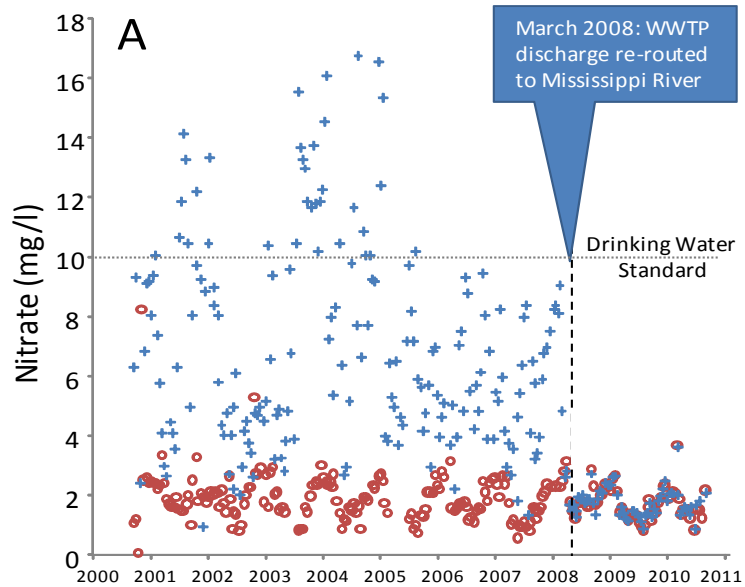 A
March 2008: WWTP
discharge re-routed
to Mississippi River
Drinking Water
Standard
Nitrate (mg/l)
18
16
14
12
10
8
6
4
2
0
2000 2001 2002 2003 2004 2005 2006 2007 2008 2009 2010 2011